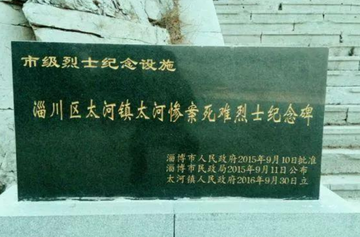 市级烈士纪念设施
淄川区太河镇太河惨案死难烈士纪念碑
淄博市人民政府2015年9月10日批准
淄博市民政局2015年9月11日公布
太河镇人民政府2016年9月30日立